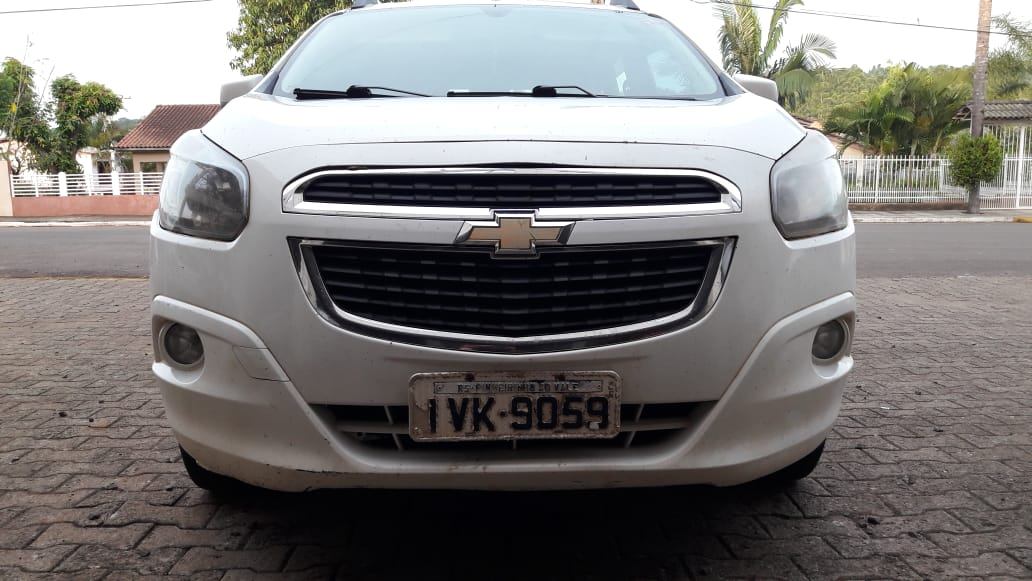 RS-PINHEIRINHO DO VALE
IVK-9059